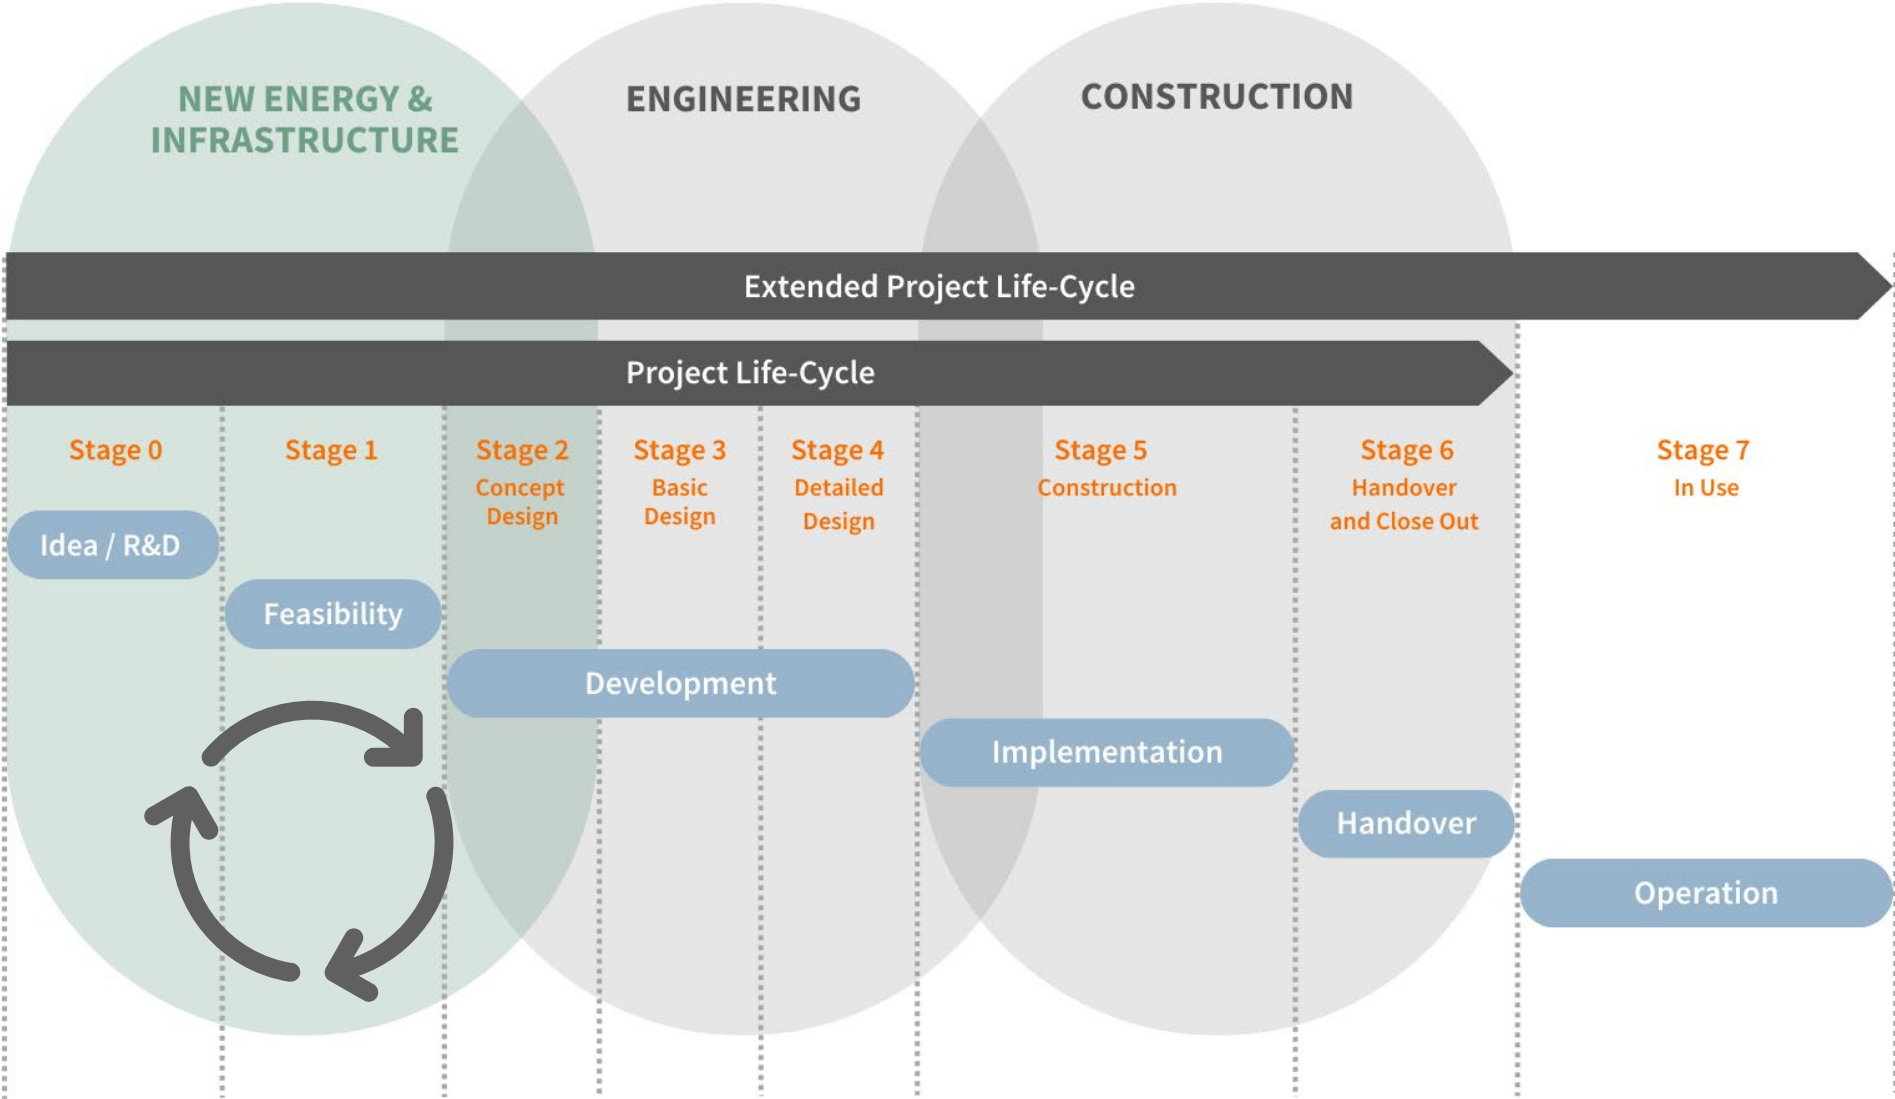 NEW ENERGY &
INFRASTRUCTURE
ENGINEERING
CONSTRUCTION
Extended Project Life-Cycle
Project Life-Cycle
Stage 0
Stage 1
Stage 2
Concept
Design
Stage 3
Basic
Design
Stage 4
Detailed
Design
Stage 5
Construction
Stage 6
Handover
and Close Out
Stage 7
In Use
Idea / R&D
Feasibility
Development
Implementation
Handover
Operation